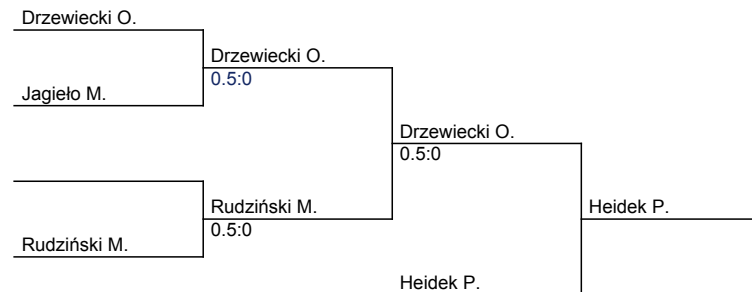 Drzewiecki O.
Drzewiecki O.
0.5:0
Jagieło M.
Drzewiecki O.
0.5:0
Rudziński M.
Heidek P.
0.5:0
Rudziński M.
Heidek P.